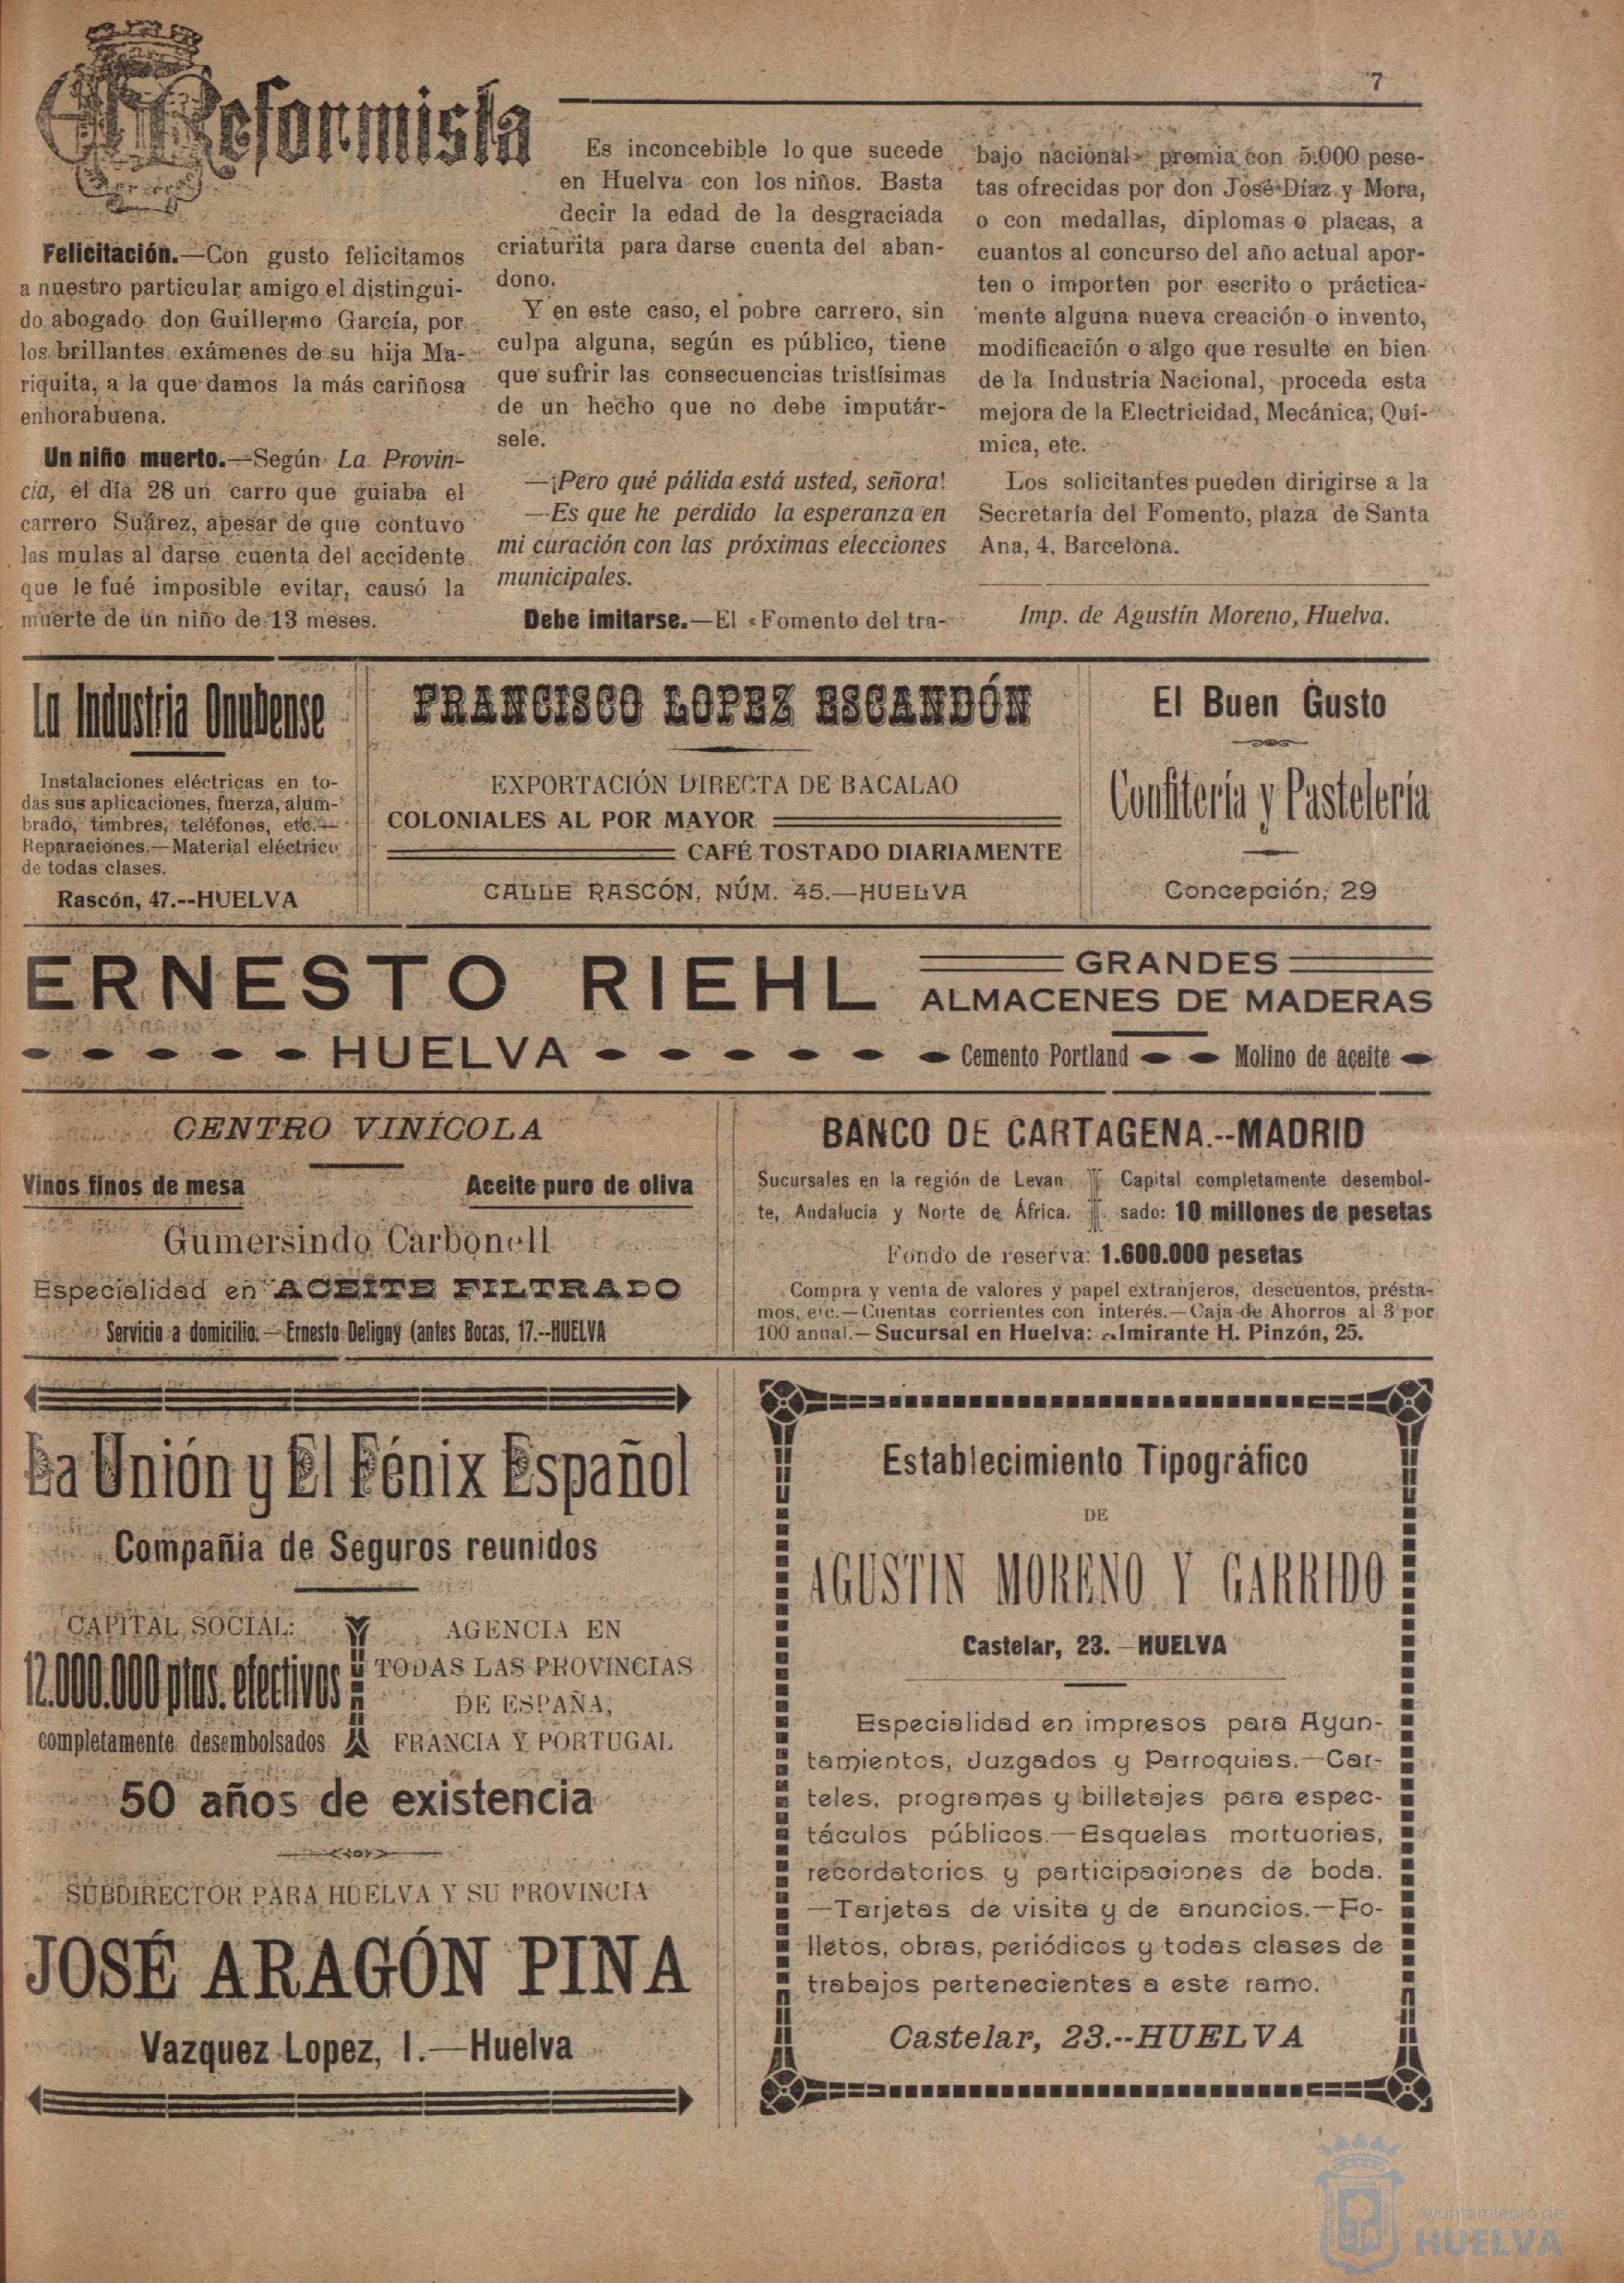 7
El Reformista
Felicitación.—Con gusto felicitamos
a nuestro particular amigo el distingui-
do abogado don Guillermo García, por
los brillantes exámenes de su hija Ma-
riquita, a la que damos la más cariñosa
enhorabuena.
Un niño muerto.—Según La Provin-
cia, el día 28 un carro que guiaba el
carrero Suárez, apesar de que contuvo
las mulas al darse cuenta del accidente
que le fué imposible evitar, causó la
muerte de un niño de 13 meses.
Es inconcebible lo que sucede
en Huelva con los niños. Basta
decir la edad de la desgraciada
criaturita para darse cuenta del aban-
dono.
Y en este caso, el pobre carrero, sin
culpa alguna, según es público, tiene
que sufrir las consecuencias tristísimas
de un hecho que no debe imputár-
sele.
—¡Pero qué pálida está usted, señora!
—Es que he perdido la esperanza en
mi curación con las próximas elecciones
municipales.
Debe imitarse.—El «Fomento del tra-
bajo nacional» premia con 5.000 pese-
tas ofrecidas por don José Díaz y Mora,
o con medallas, diplomas o placas, a
cuantos al concurso del año actual apor-
ten o importen por escrito o práctica-
mente alguna nueva creación o invento,
modificación o algo que resulte en bien
de la Industria Nacional, proceda esta
mejora de la Electricidad, Mecánica, Quí-
mica, etc.
Los solicitantes pueden dirigirse a la
Secretaría del Fomento, plaza de Santa
Ana, 4, Barcelona.
Imp. de Agustín Moreno, Huelva.
La Industria Onubense
Instalaciones eléctricas en to-
das sus aplicaciones, fuerza, alum-
brado, timbres, teléfonos, etc.—
Reparaciones.—Material eléctrico
de todas clases.
Rascón, 47.--HUELVA
FRANCISCO LOPEZ ESCANDÓN
EXPORTACIÓN DIRECTA DE BACALAO
COLONIALES AL POR MAYOR
CAFÉ TOSTADO DIARIAMENTE
CALLE RASCÓN, NÚM. 45.—HUELVA
El Buen Gusto
Confitería y Pastelería
Concepción, 29
ERNESTO RIEHL
HUELVA
GRANDES
ALMACENES DE MADERAS
Cemento Portland
Molino de aceite
CENTRO VINÍCOLA
Vinos finos de mesa
Aceite puro de oliva
Gumersindo Carbonell
Especialidad en ACEITE FILTRADO
Servicio a domicilio.—Ernesto Deligny (antes Bocas, 17.--HUELVA
BANCO DE CARTAGENA.--MADRID
Sucursales en la región de Levan
te, Andalucía y Norte de África.
Capital completamente desembol-
sado: 10 millones de pesetas
Fondo de reserva: 1.600.000 pesetas
Compra y venta de valores y papel extranjeros, descuentos, présta-
mos, etc.—Cuentas corrientes con interés.—Caja de Ahorros al 3 por
100 annal.—Sucursal en Huelva: Almirante H. Pinzón, 25.
La Unión y El Fénix Español
Compañia de Seguros reunidos
CAPITAL SOCIAL:
12.000.000 ptas. efectivos
completamente desembolsados
AGENCIA EN
TODAS LAS PROVINCIAS
DE ESPAÑA,
FRANCIA Y PORTUGAL
50 años de existencia
SUBDIRECTOR PARA HUELVA Y SU PROVINCIA
JOSÉ ARAGÓN PINA
Vazquez Lopez, 1.—Huelva
Establecimiento Tipográfico
DE
AGUSTIN MORENO Y GARRIDO
Castelar, 23.—HUELVA
Especialidad en impresos para Ayun-
tamientos, Juzgados y Parroquias.—Car-
teles, programas y billetajes para espec-
táculos públicos.—Esquelas mortuorias,
recordatorios y participaciones de boda.
—Tarjetas de visita y de anuncios.—Fo-
lletos, obras, periódicos y todas clases de
trabajos pertenecientes a este ramo.
Castelar, 23.--HUELVA
Ayuntamiento de
HUELVA